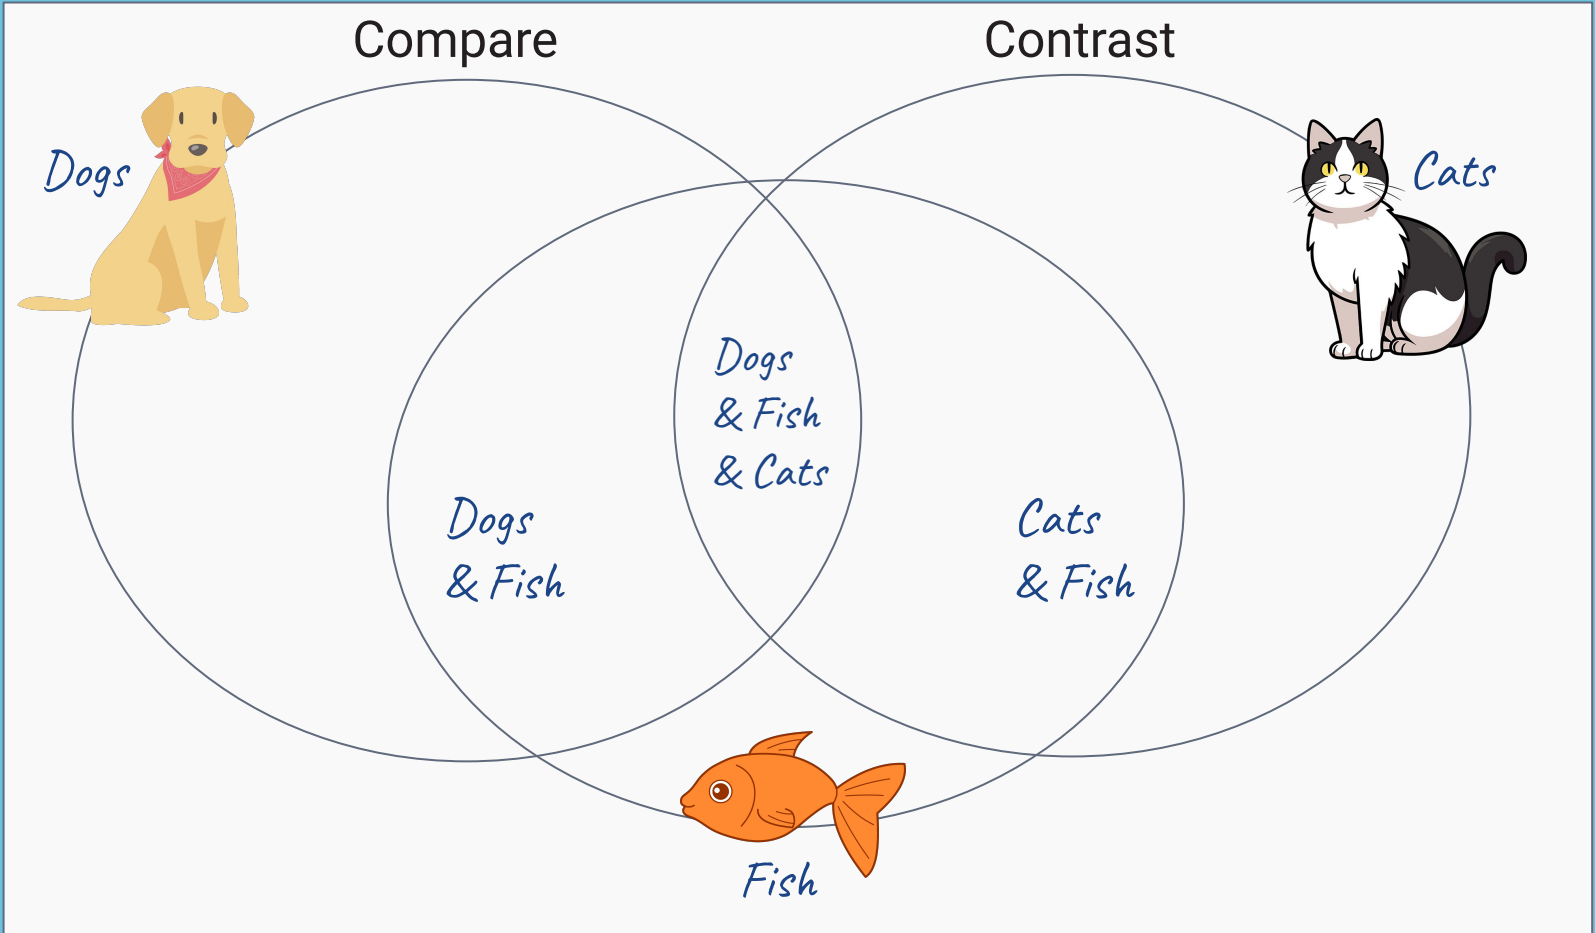 Compare
Contrast
Dogs
Cats
Dogs
& Fish
& Cats
Dogs
& Fish
Cats
& Fish
Fish